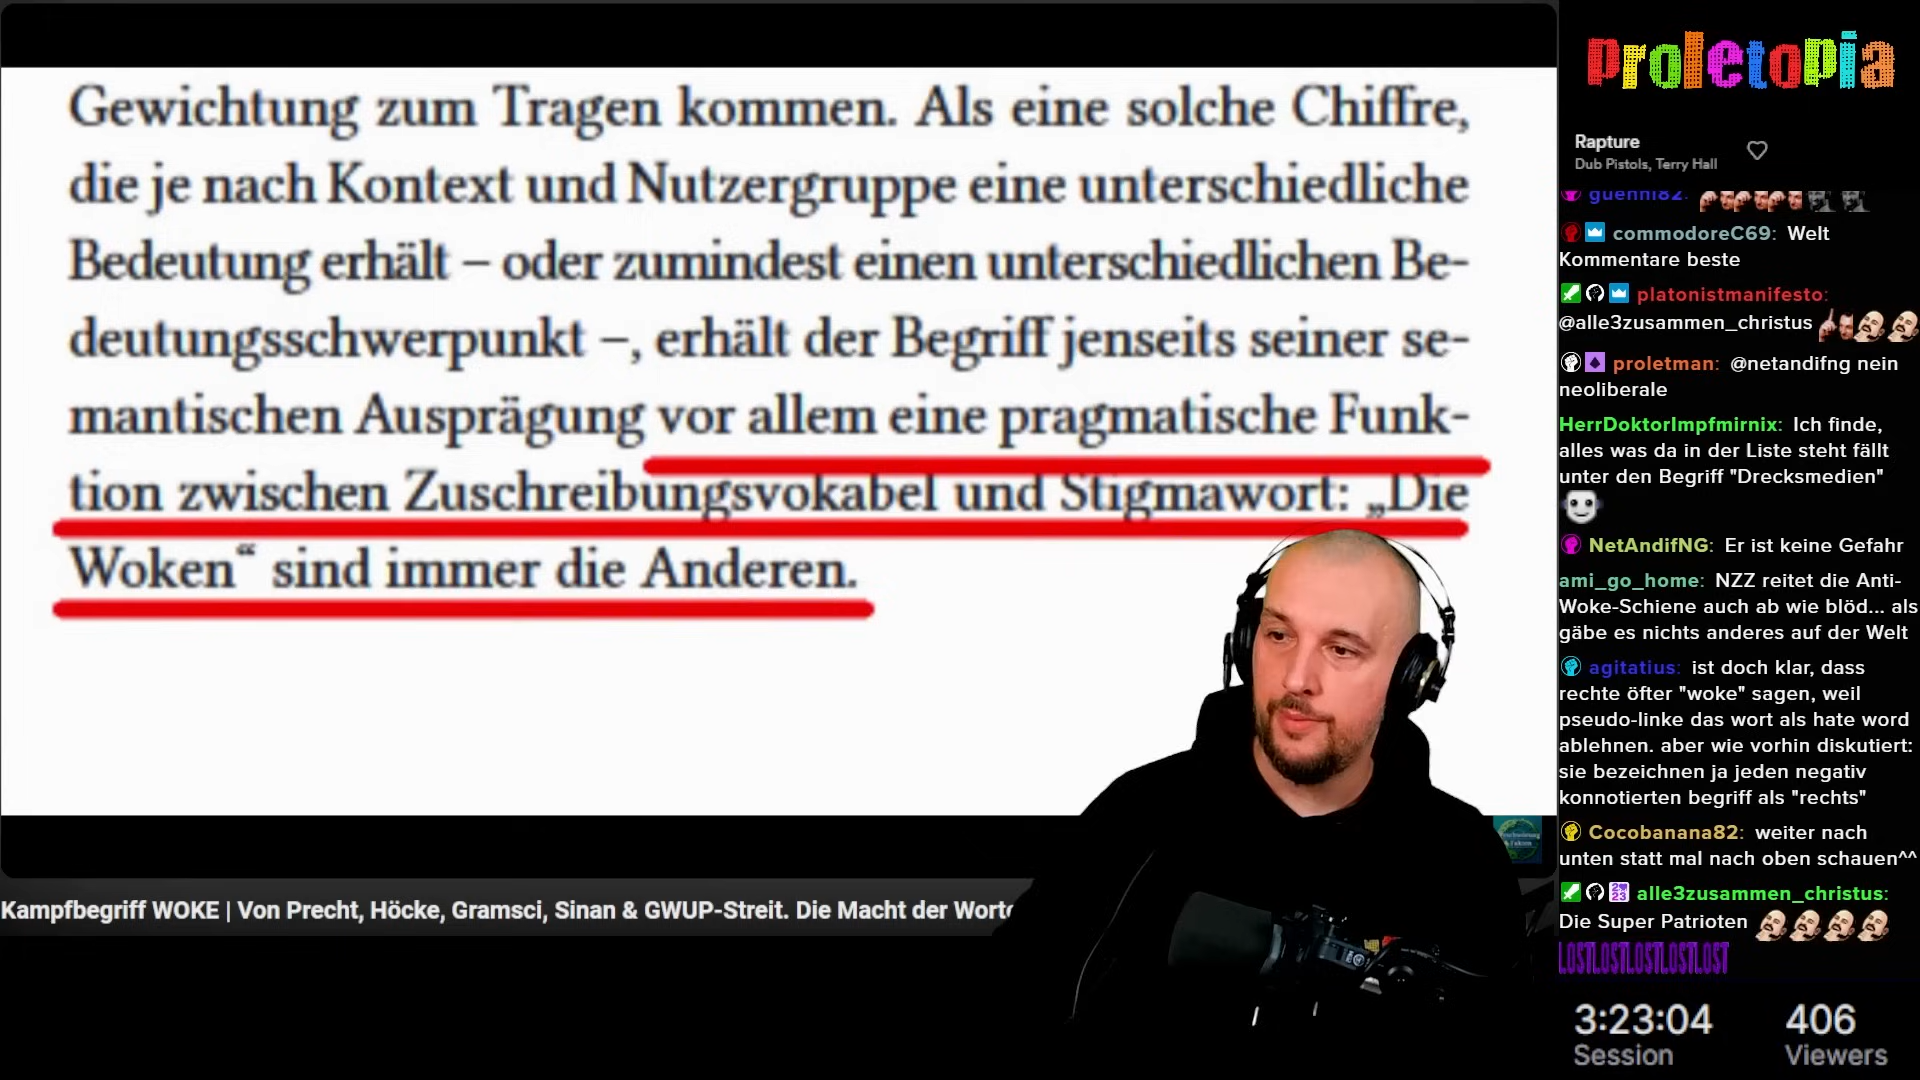 Gewichtung zum Tragen kommen. Als eine solche Chiffre,
die je nach Kontext und Nutzergruppe eine unterschiedliche
Bedeutung erhält – oder zumindest einen unterschiedlichen Be-
deutungsschwerpunkt –, erhält der Begriff jenseits seiner se-
mantischen Ausprägung vor allem eine pragmatische Funk-
tion zwischen Zuschreibungsvokabel und Stigmawort: „Die
Woken“ sind immer die Anderen.
Kampfbegriff WOKE | Von Precht, Höcke, Gramsci, Sinan & GWUP-Streit. Die Macht der Worte
proletopia
Rapture
Dub Pistols, Terry Hall
guenni82:
commodoreC69: Welt
Kommentare beste
platonistmanifesto:
@alle3zusammen_christus
proletman: @netandifng nein
neoliberale
HerrDoktorImpfmirnix: Ich finde,
alles was da in der Liste steht fällt
unter den Begriff "Drecksmedien"
NetAndifNG: Er ist keine Gefahr
ami_go_home: NZZ reitet die Anti-
Woke-Schiene auch ab wie blöd... als
gäbe es nichts anderes auf der Welt
agitatius: ist doch klar, dass
rechte öfter "woke" sagen, weil
pseudo-linke das wort als hate word
ablehnen. aber wie vorhin diskutiert:
sie bezeichnen ja jeden negativ
konnotierten begriff als "rechts"
Cocobanana82: weiter nach
unten statt mal nach oben schauen^^
alle3zusammen_christus:
Die Super Patrioten
LOSTLOSTLOSTLOSTLOST
3:23:04 406
Session Viewers